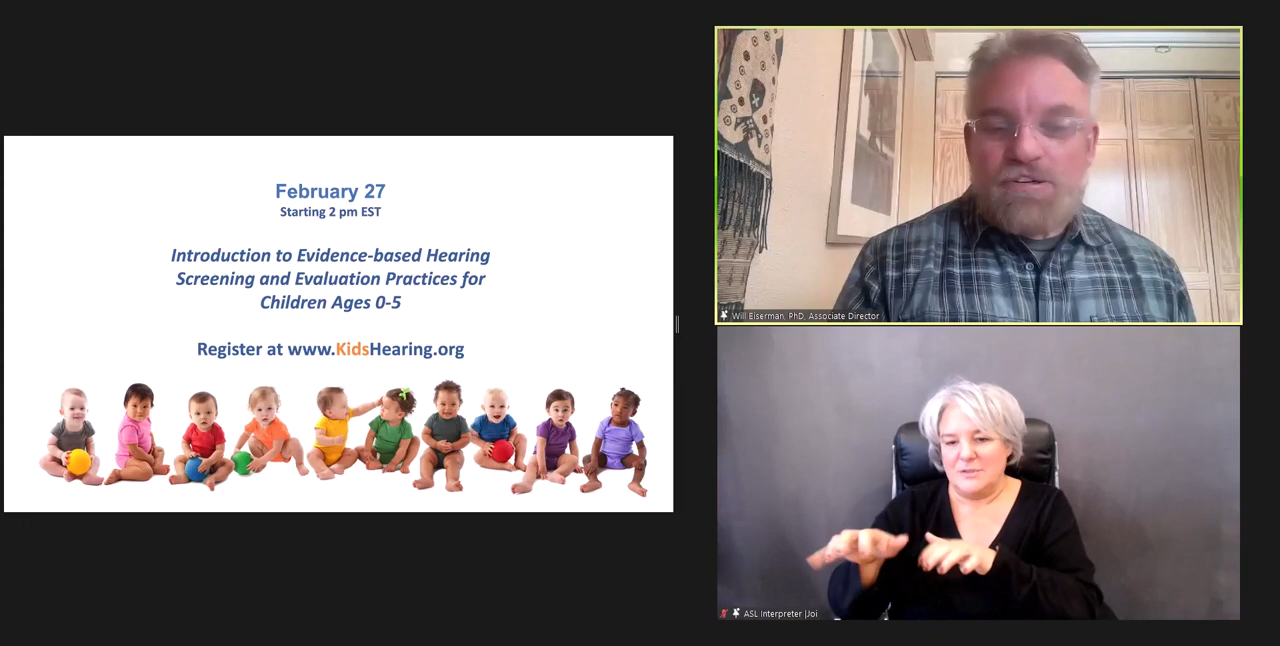 February 27
Starting 2 pm EST
Introduction to Evidence-based Hearing
Screening and Evaluation Practices for
Children Ages 0-5
Register at www.KidsHearing.org
Will Eiserman, PhD, Associate Director
ASL Interpreter |Joi